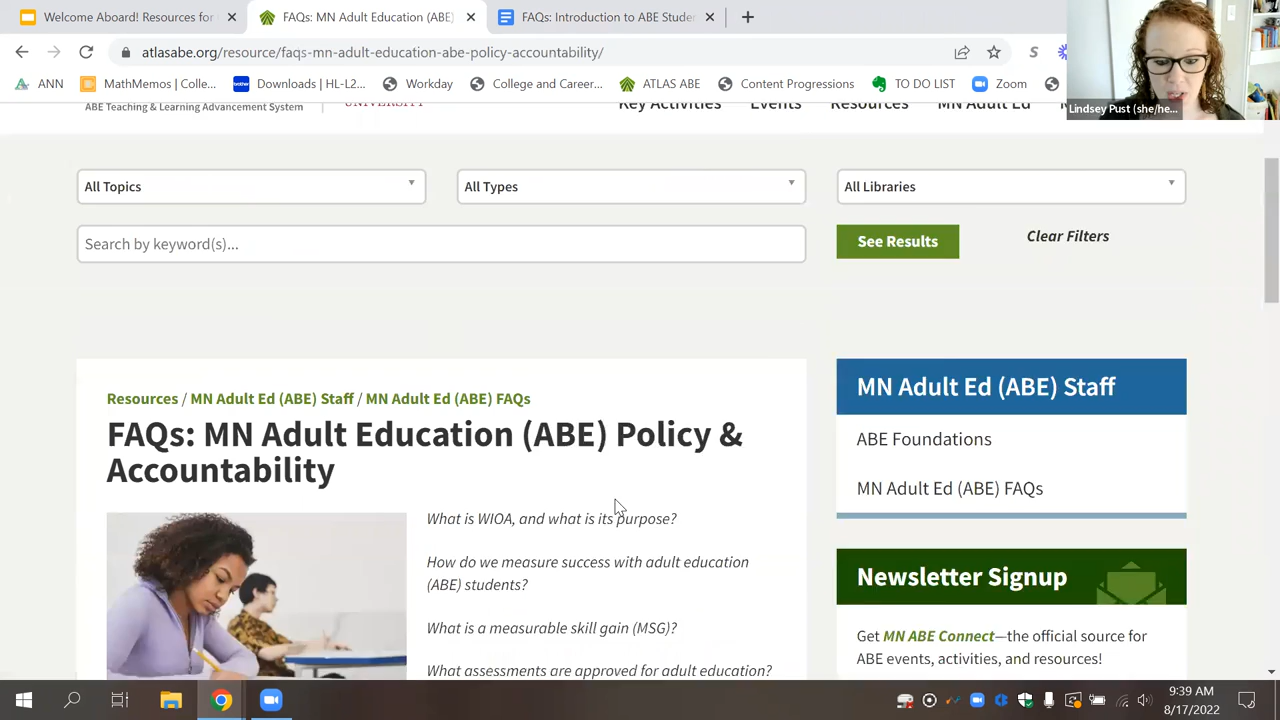 Welcome Aboard! Resources for
FAQs: MN Adult Education (ABE)
FAQs: Introduction to ABE Studen
atlasabe.org/resource/faqs-mn-adult-education-abe-policy-accountability/
ANN
MathMemos | Colle...
Downloads | HL-L2...
Workday
College and Career...
ATLAS ABE
Content Progressions
TO DO LIST
Zoom
Lindsey Pust (she/he...
ABE Teaching & Learning Advancement System
UNIVERSITY
Key Activities
Events
Resources
MN Adult Ed
All Topics
All Types
All Libraries
Search by keyword(s)...
See Results
Clear Filters
Resources / MN Adult Ed (ABE) Staff / MN Adult Ed (ABE) FAQs
FAQs: MN Adult Education (ABE) Policy &
Accountability
What is WIOA, and what is its purpose?
How do we measure success with adult education
(ABE) students?
What is a measurable skill gain (MSG)?
What assessments are approved for adult education?
MN Adult Ed (ABE) Staff
ABE Foundations
MN Adult Ed (ABE) FAQs
Newsletter Signup
Get MN ABE Connect—the official source for
ABE events, activities, and resources!
9:39 AM
8/17/2022